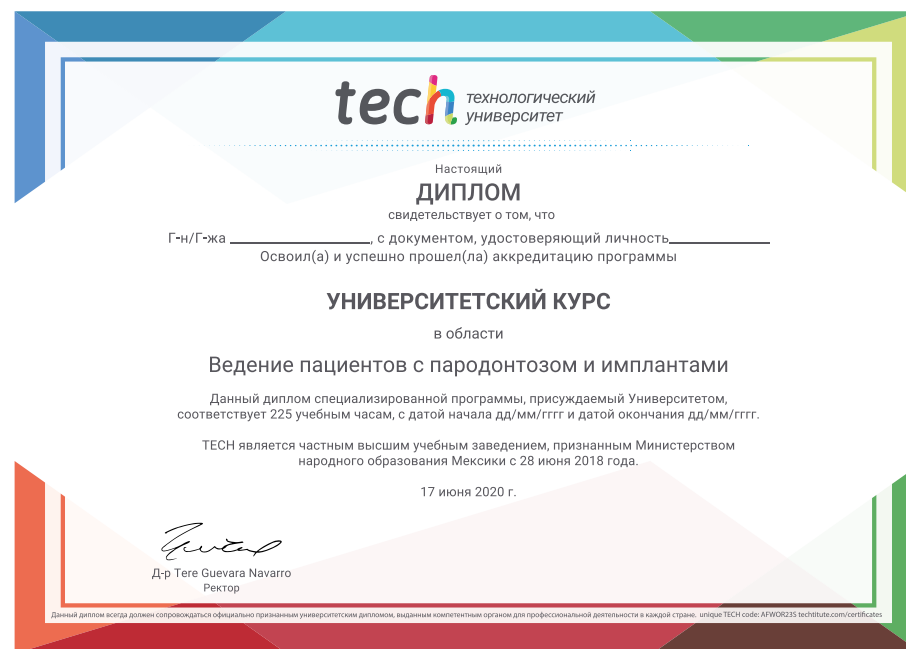 tech технологический
университет
Настоящий
ДИПЛОМ
свидетельствует о том, что
Г-н/Г-жа ____________________, с документом, удостоверяющий личность______________
Освоил(а) и успешно прошел(ла) аккредитацию программы
УНИВЕРСИТЕТСКИЙ КУРС
в области
Ведение пациентов с пародонтозом и имплантами
Данный диплом специализированной программы, присуждаемый Университетом,
соответствует 225 учебным часам, с датой начала дд/мм/гггг и датой окончания дд/мм/гггг.
TECH является частным высшим учебным заведением, признанным Министерством
народного образования Мексики с 28 июня 2018 года.
17 июня 2020 г.
Д-р Tere Guevara Navarro
Ректор
Данный диплом всегда должен сопровождаться официально признанным университетским дипломом, выданным компетентным органом для профессиональной деятельности в каждой стране. unique TECH code: AFWOR23S techtitute.com/certificates